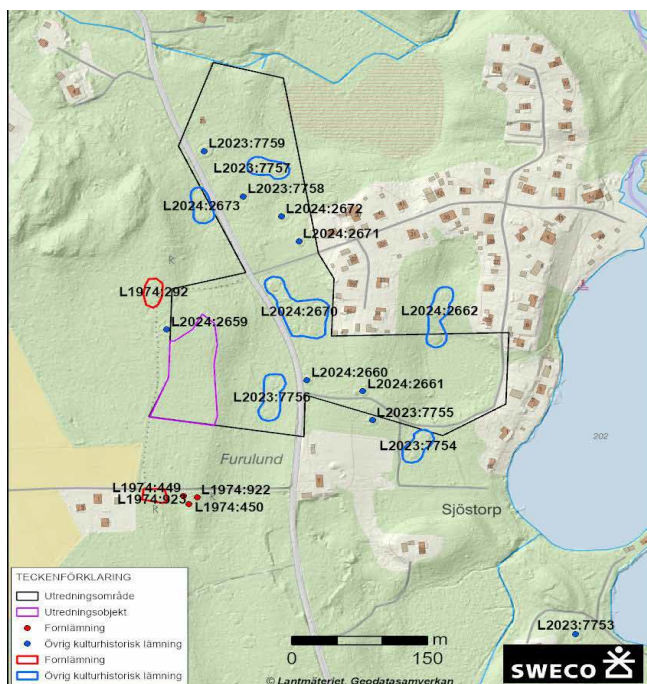 L2023:7759
L2023:7757
L2023:7758
L2024:2673
L2024:2672
L2024:2671
R
L1974:292
L2024:2670
L2024:2662
L2024:2659
L2024:2660
L2024:2661
L2023:7756
L2023:7755
L2023:7754
202
Furulund
L1974:449
L1974:922
L1974:923
L1974:450
R
R
Sjöstorp
L2023:7753
TECKENFÖRKLARING
Utredningsområde
Utredningsobjekt
Fornlämning
Övrig kulturhistorisk lämning
Fornlämning
Övrig kulturhistorisk lämning
m
0 150
© Lantmäteriet, Geodatasamverkan
SWECO